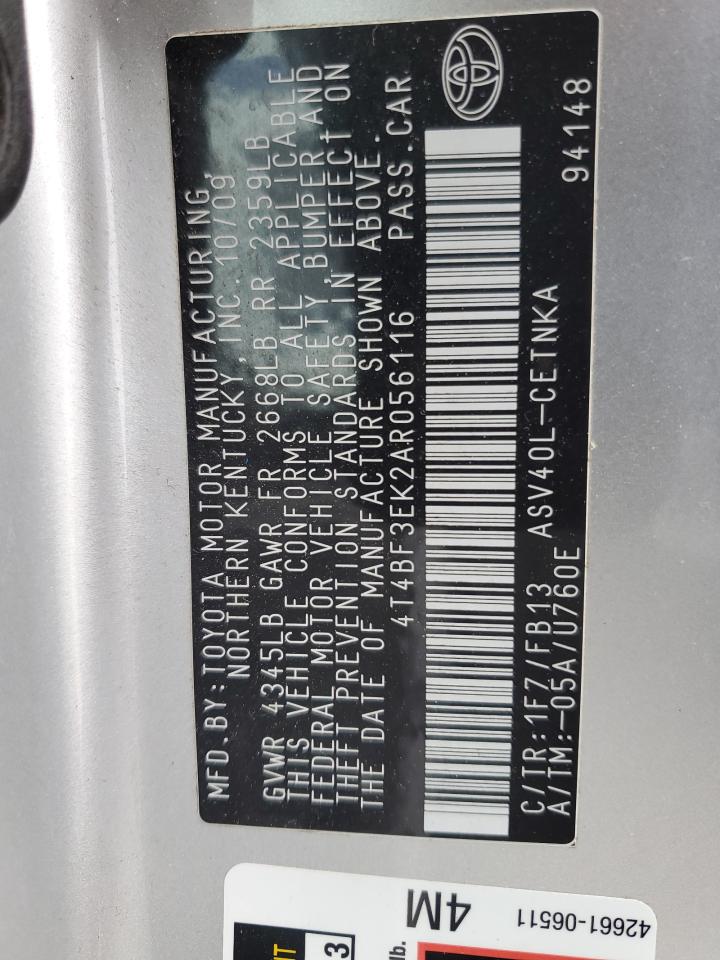 MFD.BY:TOYOTA MOTOR MANUFACTURING,
NORTHERN KENTUCKY,INC.10/09
GVWR 4345LB GAWR FR 2668LB RR 2359LB
THIS VEHICLE CONFORMS TO ALL APPLICABLE
FEDERAL MOTOR VEHICLE SAFETY,BUMPER,AND
THEFT PREVENTION STANDARDS IN EFFECT ON
THE DATE OF MANUFACTURE SHOWN ABOVE.
4T4BF3EK2AR056116 PASS.CAR
C/TR:1F7/FB13 ASV40L-CETNKA 94148
A/TM:-05A/U760E
4M
42661-06511
3
lb.